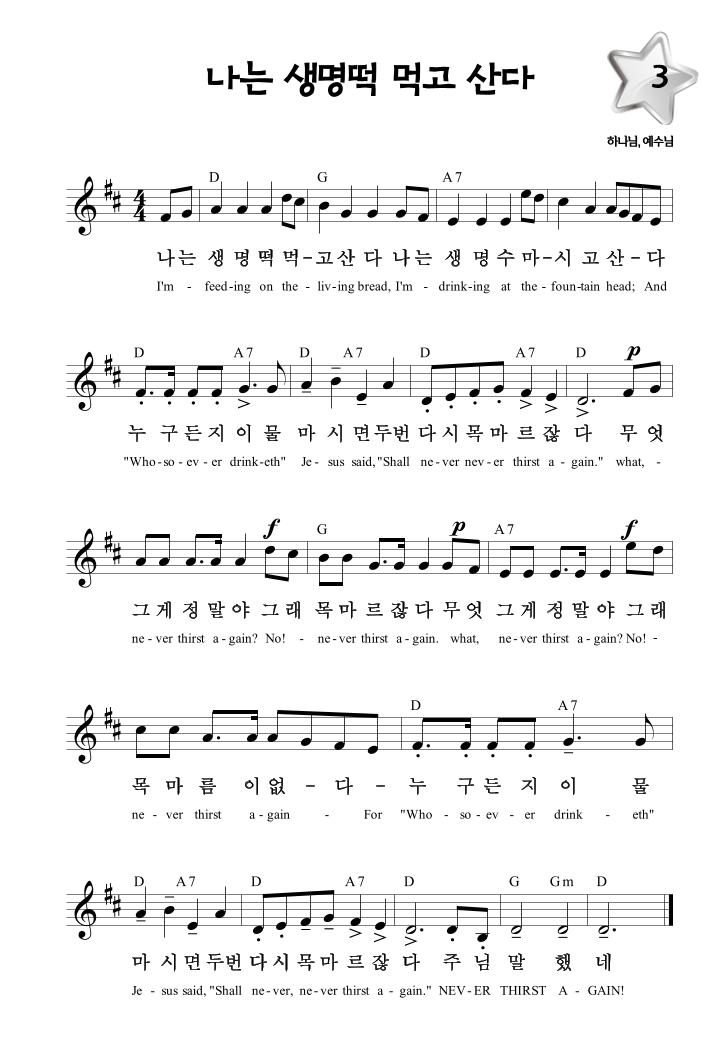 나는 생명떡 먹고 산다
3
하나님, 예수님
D G A7
나는 생 명 떡 먹-고산 다 나는 생 명 수 마-시 고 산-다
I'm - feed-ing on the - liv-ing bread, I'm - drink-ing at the-foun-tain head; And
D A7 D A7 D A7 D p
누 구든지 이 물 마 시 면 두번 다시 목 마 르 잖 다 무 엇
"Who-so-ev-er drink-eth" Je-sus said, "Shall ne-ver nev-er thirst a-gain." what, -
f G p A7 f
그 게 정 말야 그 래 목 마 르 잖 다 무 엇 그 게 정 말야 그 래
ne-ver thirst a-gain? No! - ne-ver thirst a-gain. what, ne-ver thirst a-gain? No! -
D A7
목 마 름 이 없 - 다 - 누 구 든 지 이 물
ne - ver thirst a-gain - For "Who - so - ev - er drink - eth"
D A7 D A7 D G Gm D
마 시 면 두번 다 시 목 마 르 잖 다 주 님 말 했 네
Je - sus said, "Shall ne-ver, ne-ver thirst a - gain." NEV-ER THIRST A - GAIN!